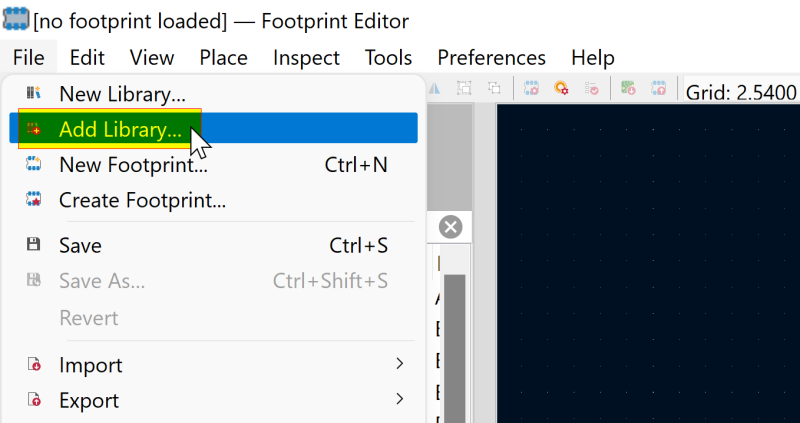 [no footprint loaded] — Footprint Editor
File Edit View Place Inspect Tools Preferences Help
Grid: 2.5400
New Library...
Add Library...
New Footprint... Ctrl+N
Create Footprint...
Save Ctrl+S
Save As... Ctrl+Shift+S
Revert
Import
Export